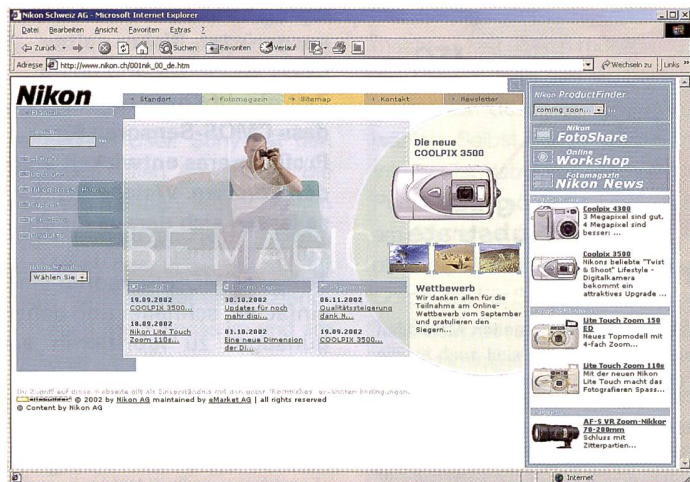 Nikon Schweiz AG - Microsoft Internet Explorer
Datei Bearbeiten Ansicht Favoriten Extras ?
Zurück Suchen Favoriten Verlauf
Adresse http://www.nikon.ch/001nik_00_de.htm Wechseln zu Links »
Nikon
Standort Fotomagazin Sitemap Kontakt Newsletter
Support
Produkte
Wählen Sie
BE MAGIC
Die neue
COOLPIX 3500
Wettbewerb
Wir danken allen für die
Teilnahme am Online-
Wettbewerb vom September
und gratulieren den
Siegern...
19.09.2002
COOLPIX 3500...
18.09.2002
Nikon Lite Touch
Zoom 110s...
Information
30.10.2002
Updates für noch
mehr digi...
01.10.2002
Eine neue Dimension
der Di...
06.11.2002
Qualitätssteigerung
dank N...
19.09.2002
COOLPIX 3500...
Nikon ProductFinder
coming soon...
Nikon
FotoShare
Online
Workshop
Fotomagazin
Nikon News
Coolpix 4300
3 Megapixel sind gut,
4 Megapixel sind
besser: ...
Coolpix 3500
Nikons beliebte "Twist
& Shoot" Lifestyle -
Digitalkamera
bekommt ein
attraktives Upgrade ...
Lite Touch Zoom 150
ED
Neues Topmodell mit
4-fach Zoom...
Lite Touch Zoom 110s
Mit der neuen Nikon
Lite Touch macht das
Fotografieren Spass...
AF-S VR Zoom-Nikkor
70-200mm
Schluss mit
Zitterpartien...
© 2002 by Nikon AG maintained by eMarket AG | all rights reserved
© Content by Nikon AG
Internet